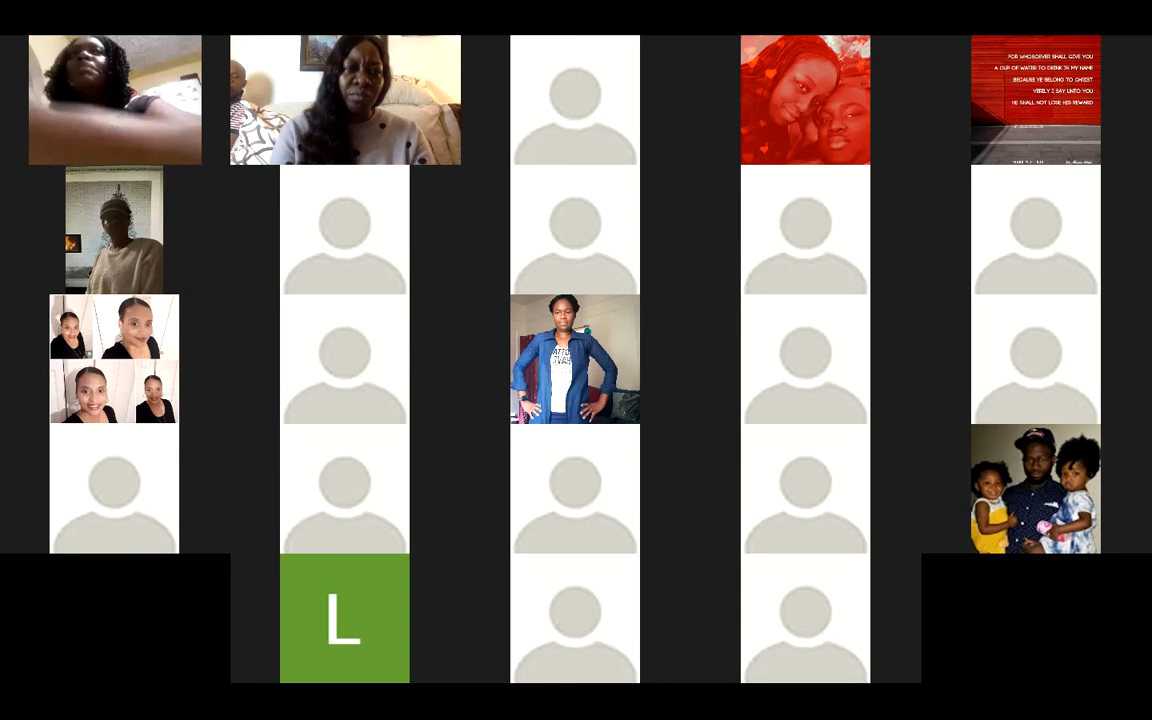 FOR WHOSOEVER SHALL GIVE YOU
A CUP OF WATER TO DRINK IN MY NAME
BECAUSE YE BELONG TO CHRIST
VERILY I SAY UNTO YOU
HE SHALL NOT LOSE HIS REWARD
L